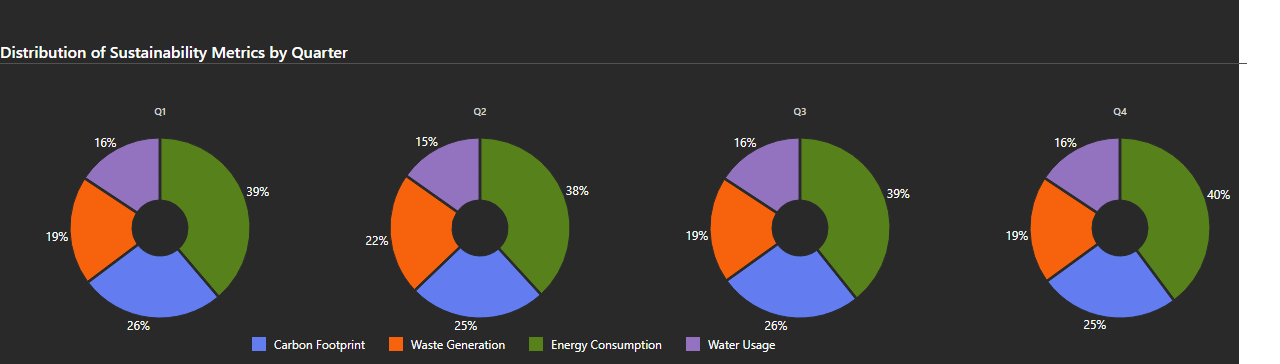 Distribution of Sustainability Metrics by Quarter
Q1
Q2
Q3
Q4
16%
39%
19%
26%
15%
38%
22%
25%
16%
39%
19%
26%
16%
40%
19%
25%
Carbon Footprint
Waste Generation
Energy Consumption
Water Usage